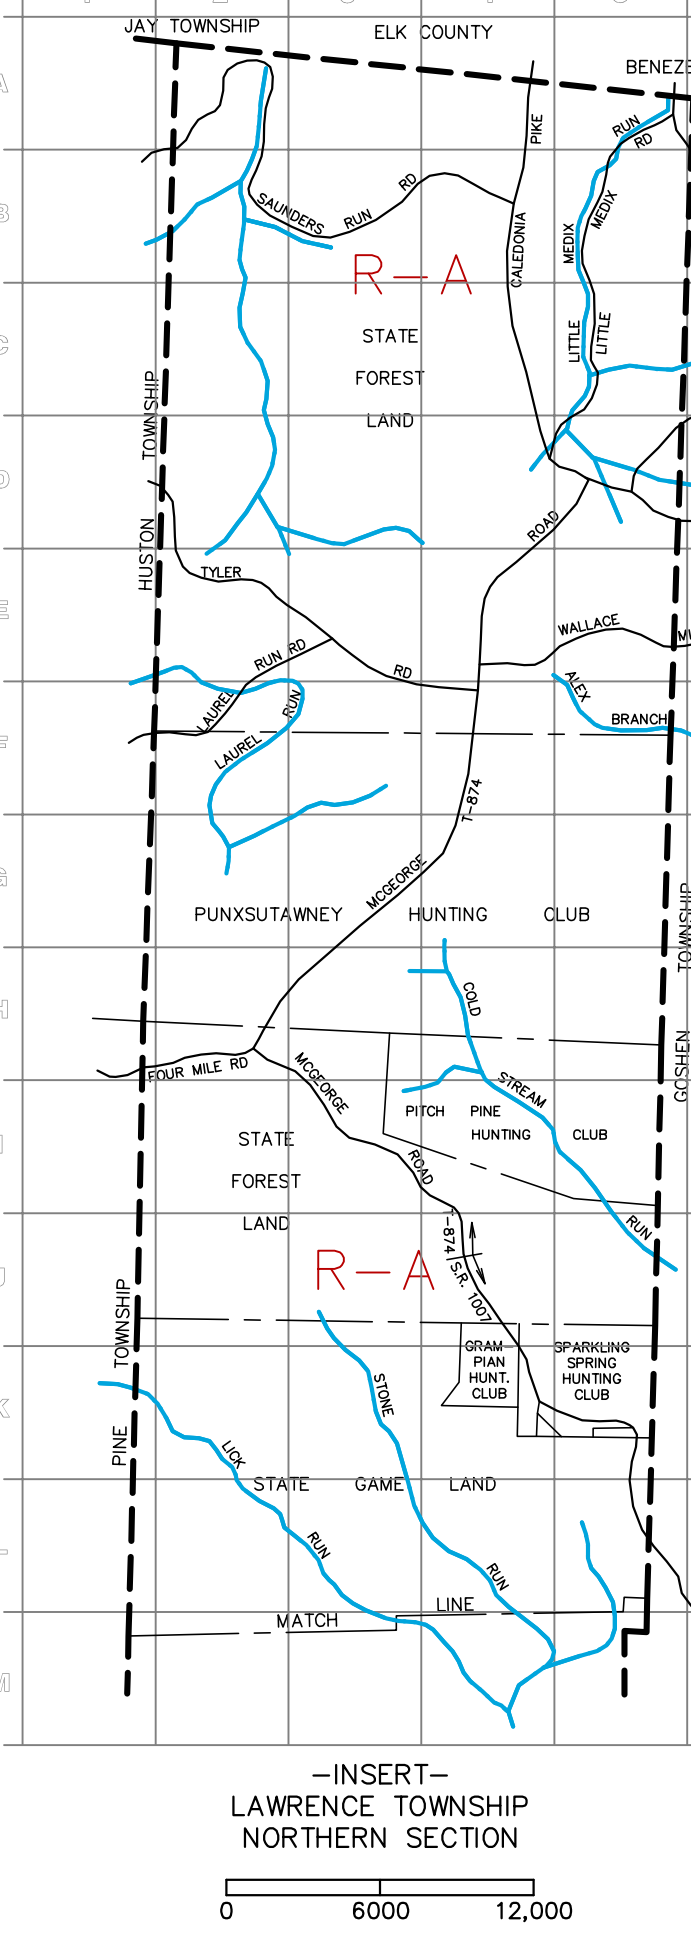 JAY TOWNSHIP
ELK COUNTY
A
PIKE
RUN
RD
B
SAUNDERS RUN RD
CALEDONIA
MEDIX
MEDIX
R-A
STATE
FOREST
LAND
LITTLE
LITTLE
C
HUSTON TOWNSHIP
D
ROAD
TYLER
RD
WALLACE
E
LAUREL RUN RD
ALEX
BRANCH
LAUREL
RUN
T-874
F
MCGEORGE
G
PUNXSUTAWNEY HUNTING CLUB
GOSHEN TOWNSHIP
COLD
STREAM
RUN
H
FOUR MILE RD
MCGEORGE
ROAD
PITCH PINE
HUNTING CLUB
I
STATE
FOREST
LAND
T-874
S.R. 1007
R-A
J
PINE TOWNSHIP
GRAM-
PIAN
HUNT.
CLUB
SPARKLING
SPRING
HUNTING
CLUB
K
STONE
RUN
LICK
RUN
STATE GAME LAND
MATCH LINE
M
-INSERT-
LAWRENCE TOWNSHIP
NORTHERN SECTION
0 6000 12,000